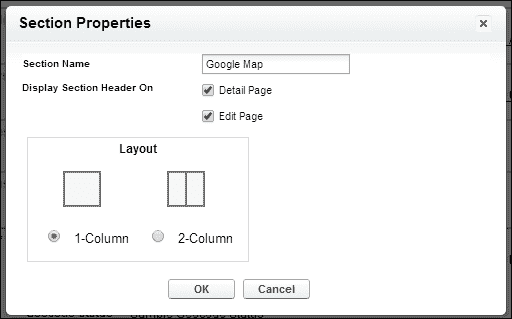 Section Properties
Section Name
Google Map
Display Section Header On
Detail Page
Edit Page
Layout
1-Column
2-Column
OK
Cancel